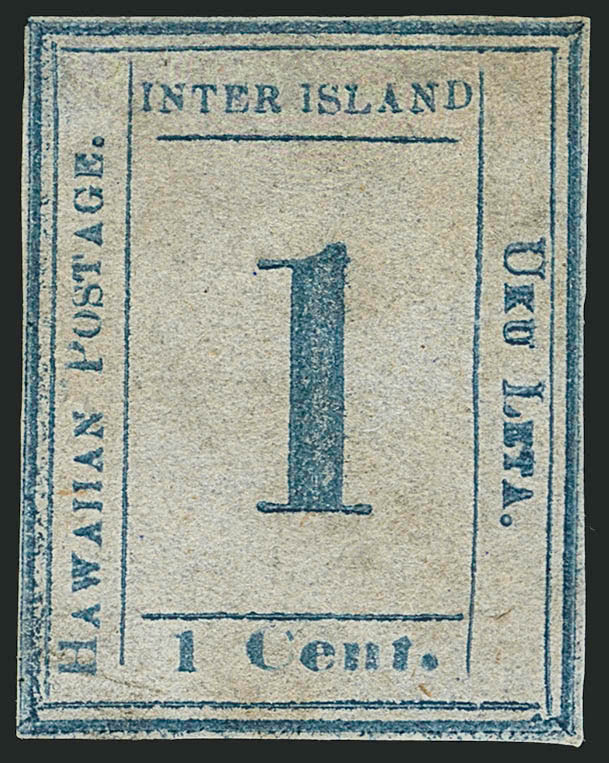 INTER ISLAND
HAWAIIAN POSTAGE.
1
UKU LETA.
1 Cent.